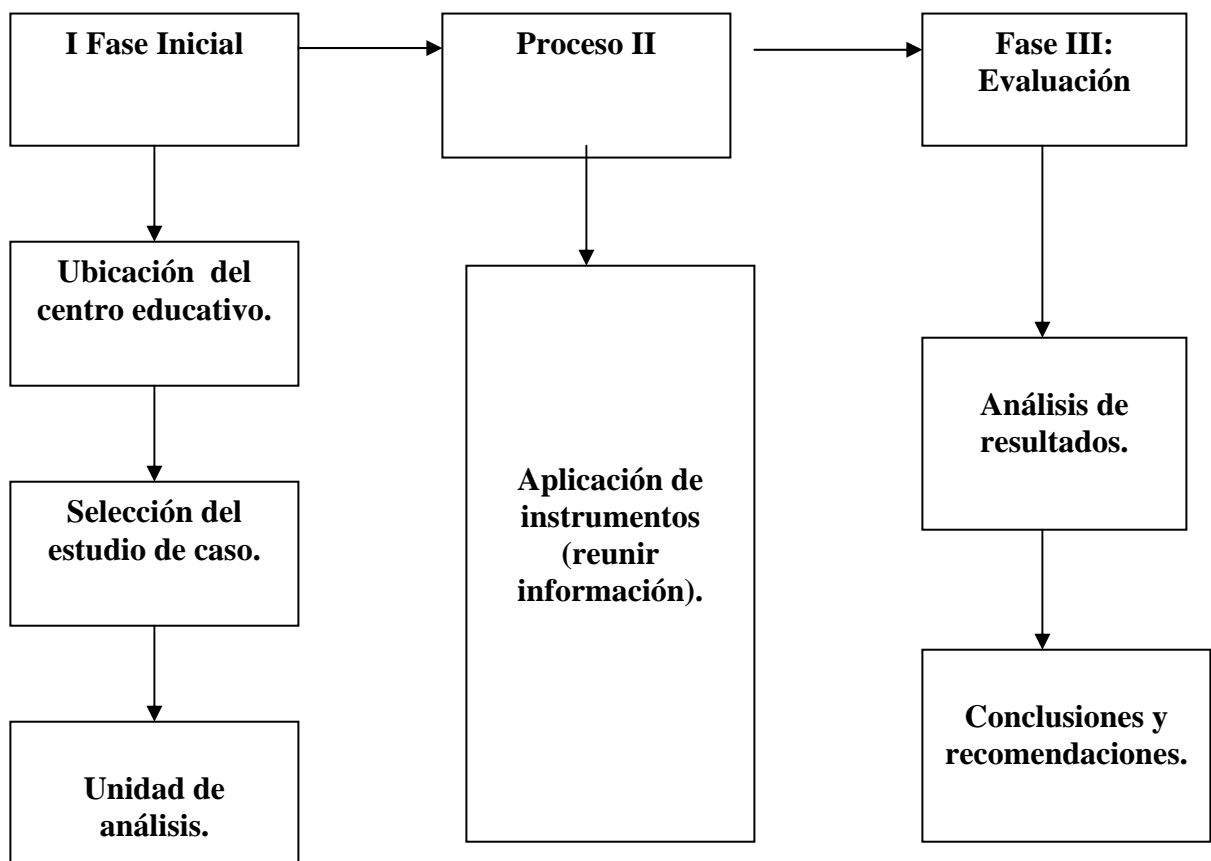 I Fase Inicial
Proceso II
Fase III:
Evaluación
Ubicación  del
centro educativo.
Selección del
estudio de caso.
Unidad de
análisis.
Aplicación de
instrumentos
(reunir
información).
Análisis de
resultados.
Conclusiones y
recomendaciones.